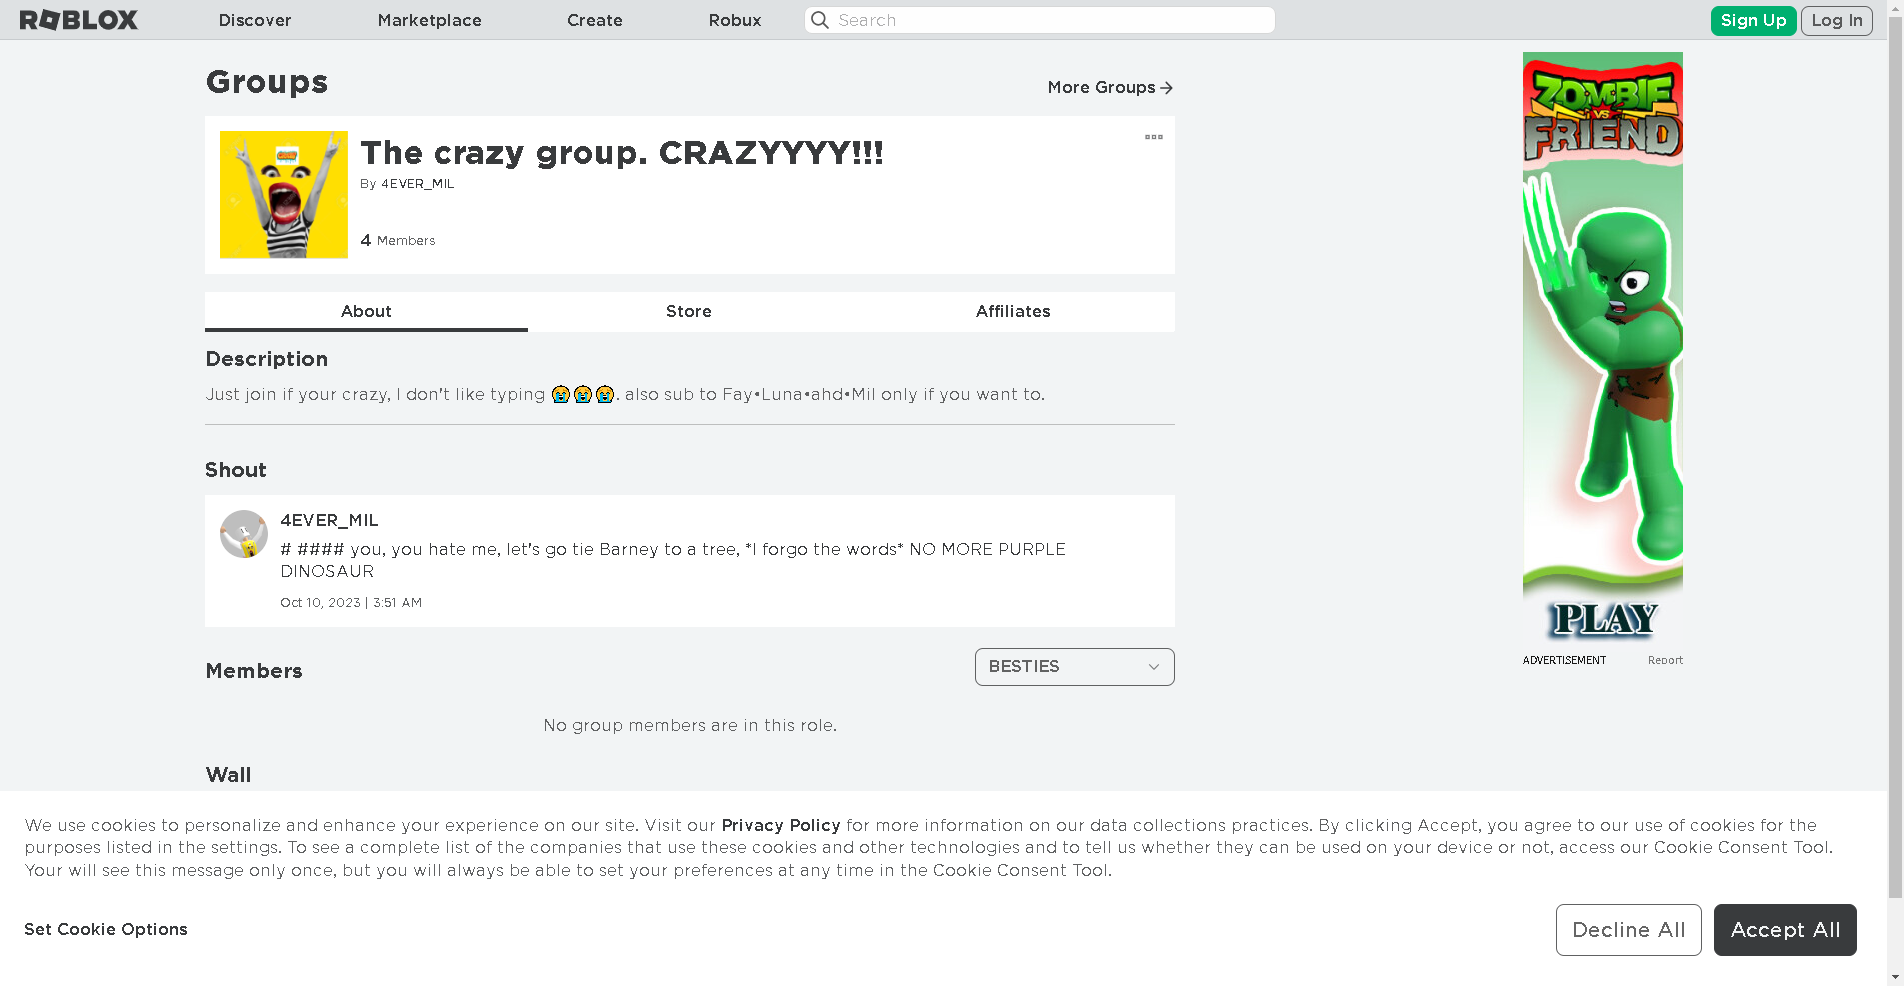 ROBLOX
Discover
Marketplace
Create
Robux
Search
Sign Up
Log In
Groups
More Groups
The crazy group. CRAZYYYY!!!
By 4EVER_MIL
4 Members
About
Store
Affiliates
Description
Just join if your crazy, I don't like typing 😭😭😭. also sub to Fay•Luna•ahd•Mil only if you want to.
Shout
4EVER_MIL
# #### you, you hate me, let's go tie Barney to a tree, *I forgo the words* NO MORE PURPLE
DINOSAUR
Oct 10, 2023 | 3:51 AM
Members
BESTIES
No group members are in this role.
Wall
ZOMBIE
VS
FRIEND
PLAY
ADVERTISEMENT
Report
We use cookies to personalize and enhance your experience on our site. Visit our Privacy Policy for more information on our data collections practices. By clicking Accept, you agree to our use of cookies for the
purposes listed in the settings. To see a complete list of the companies that use these cookies and other technologies and to tell us whether they can be used on your device or not, access our Cookie Consent Tool.
Your will see this message only once, but you will always be able to set your preferences at any time in the Cookie Consent Tool.
Set Cookie Options
Decline All
Accept All